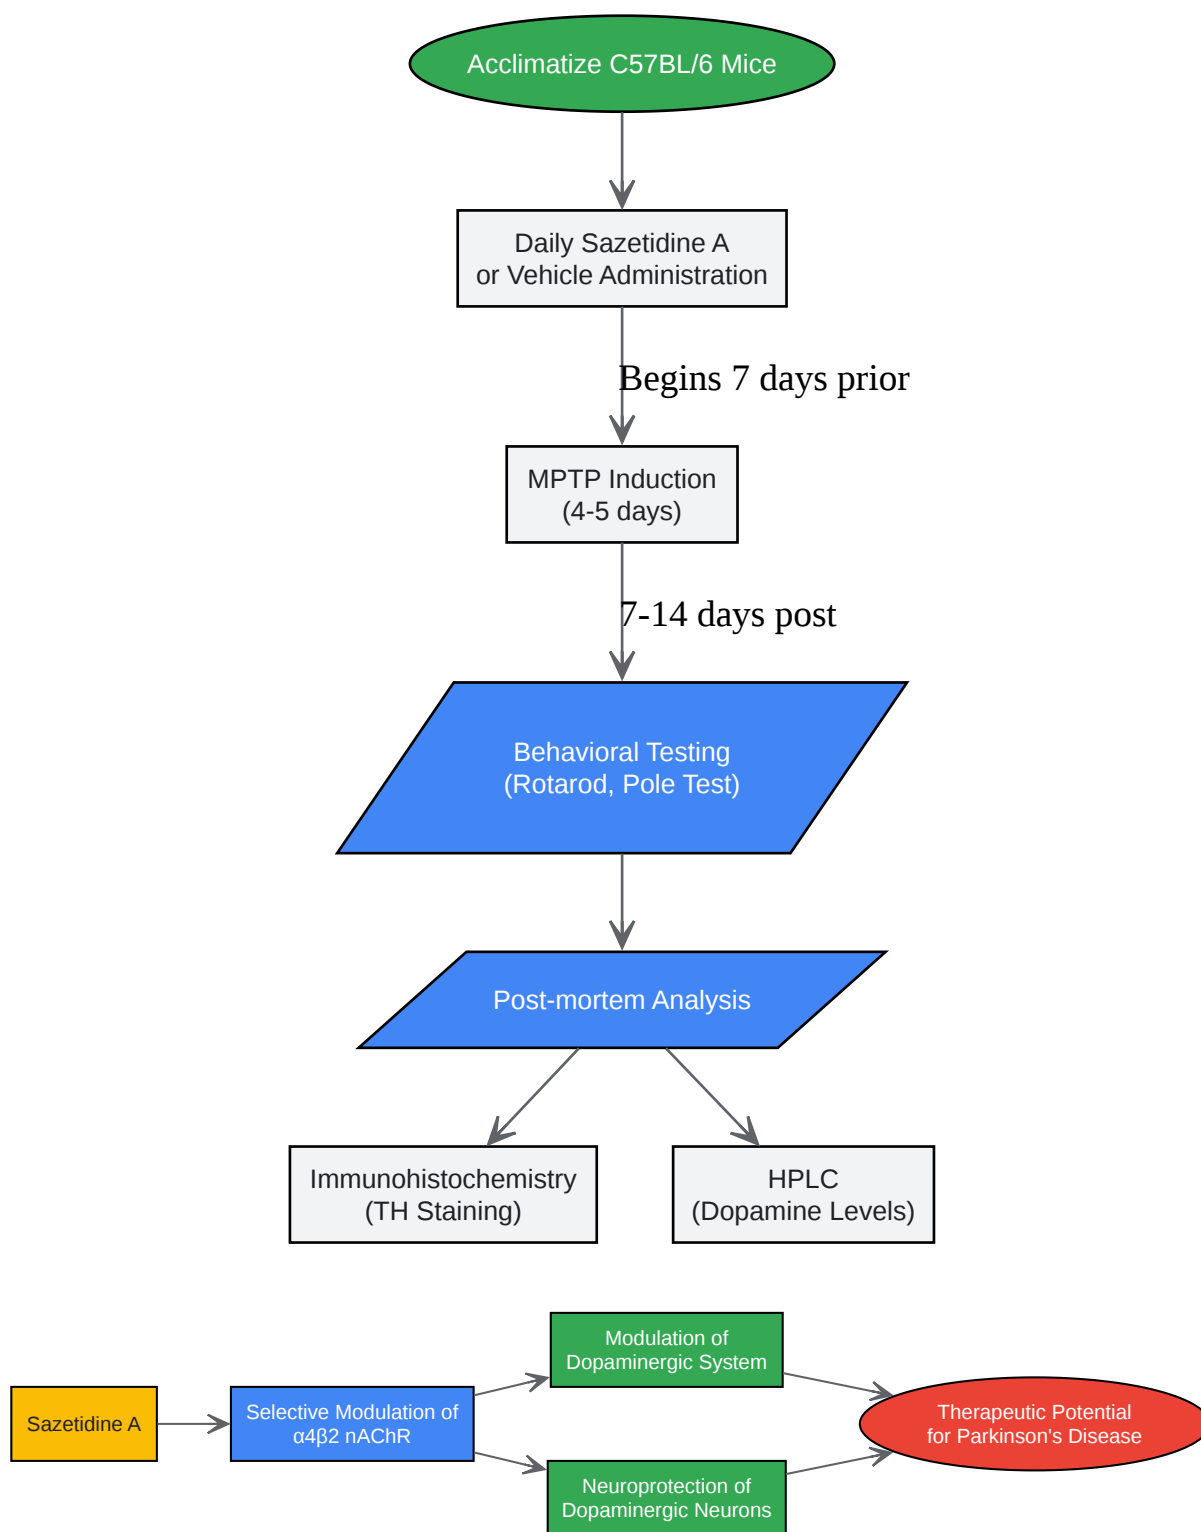 Acclimatize C57BL/6 Mice
Daily Sazetidine A
or Vehicle Administration
Begins 7 days prior
MPTP Induction
(4-5 days)
7-14 days post
Behavioral Testing
(Rotarod, Pole Test)
Post-mortem Analysis
Immunohistochemistry
(TH Staining)
HPLC
(Dopamine Levels)
Sazetidine A
Selective Modulation of
α4β2 nAChR
Modulation of
Dopaminergic System
Neuroprotection of
Dopaminergic Neurons
Therapeutic Potential
for Parkinson's Disease